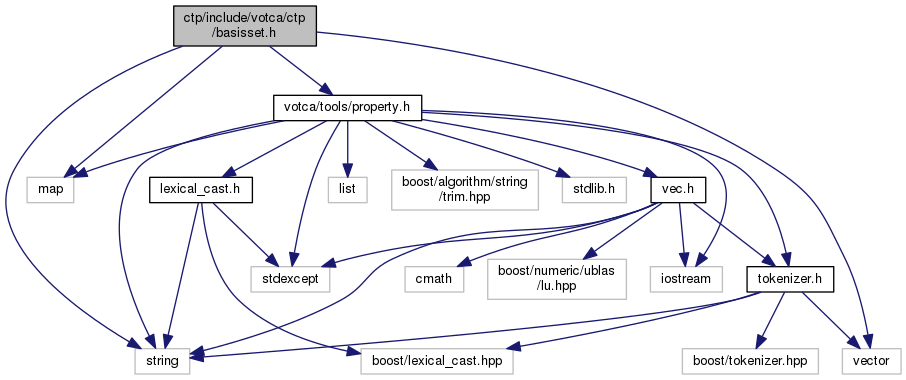 ctp/include/votca/ctp
/basisset.h
votca/tools/property.h
map
lexical_cast.h
list
boost/algorithm/string
/trim.hpp
stdlib.h
vec.h
stdexcept
cmath
boost/numeric/ublas
/lu.hpp
iostream
tokenizer.h
string
boost/lexical_cast.hpp
boost/tokenizer.hpp
vector